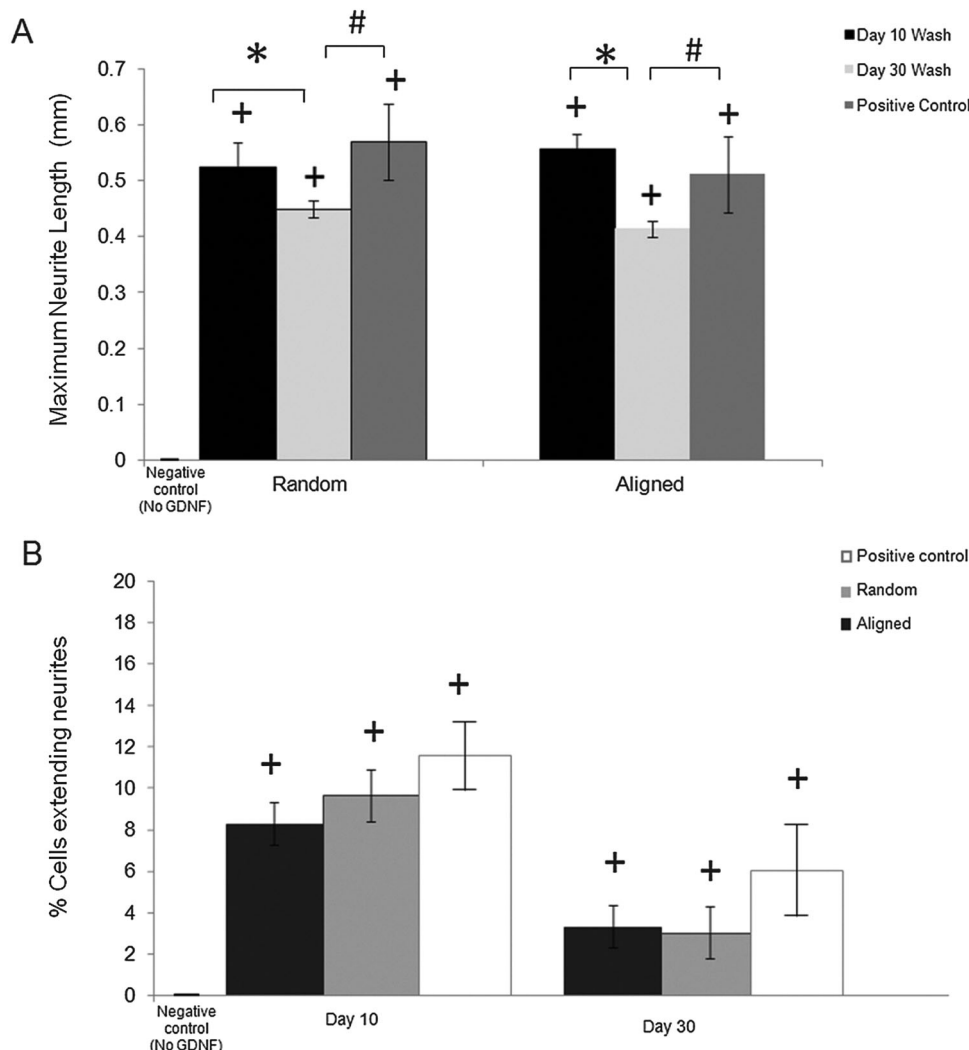 A
Maximum Neurite Length (mm)
0.7
0.6
0.5
0.4
0.3
0.2
0.1
0
* # * #
+ + + + + +
Day 10 Wash
Day 30 Wash
Positive Control
Negative
control
(No GDNF)
Random
Aligned
B
% Cells extending neurites
20
18
16
14
12
10
8
6
4
2
0
+ + + + + +
Positive control
Random
Aligned
Negative
control
(No GDNF)
Day 10
Day 30